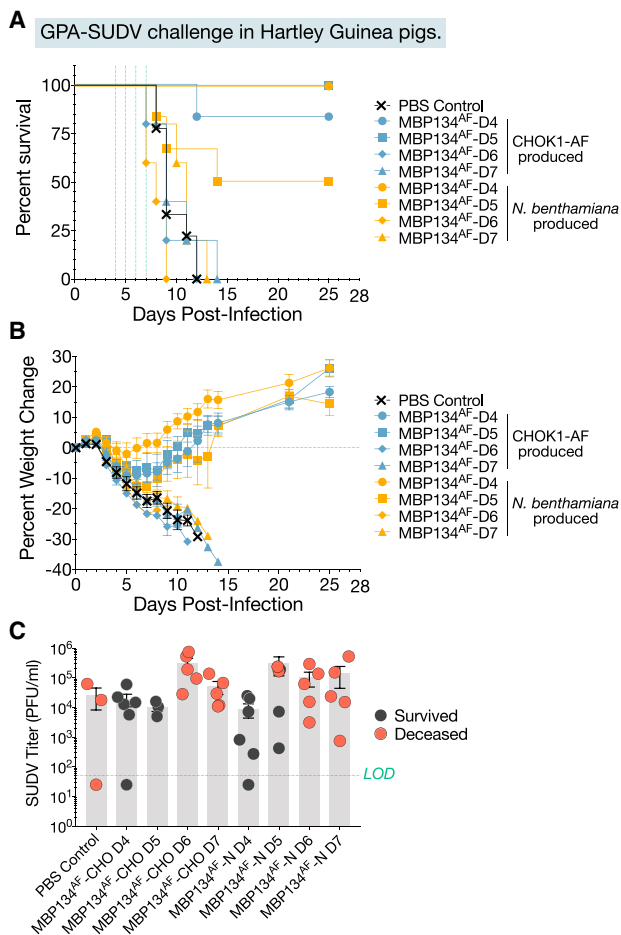 A
GPA-SUDV challenge in Hartley Guinea pigs.
Percent survival
100
75
50
25
0
0 5 10 15 20 25 28
Days Post-Infection
PBS Control
MBP134AF-D4
MBP134AF-D5
MBP134AF-D6
MBP134AF-D7
MBP134AF-D4
MBP134AF-D5
MBP134AF-D6
MBP134AF-D7
CHOK1-AF
produced
N. benthamiana
produced
B
Percent Weight Change
30
20
10
0
-10
-20
-30
-40
0 5 10 15 20 25 28
Days Post-Infection
PBS Control
MBP134AF-D4
MBP134AF-D5
MBP134AF-D6
MBP134AF-D7
MBP134AF-D4
MBP134AF-D5
MBP134AF-D6
MBP134AF-D7
CHOK1-AF
produced
N. benthamiana
produced
C
SUDV Titer (PFU/ml)
10^6
10^5
10^4
10^3
10^2
10^1
10^0
Survived
Deceased
LOD
PBS Control
MBP134AF-CHO D4
MBP134AF-CHO D5
MBP134AF-CHO D6
MBP134AF-CHO D7
MBP134AF-N D4
MBP134AF-N D5
MBP134AF-N D6
MBP134AF-N D7